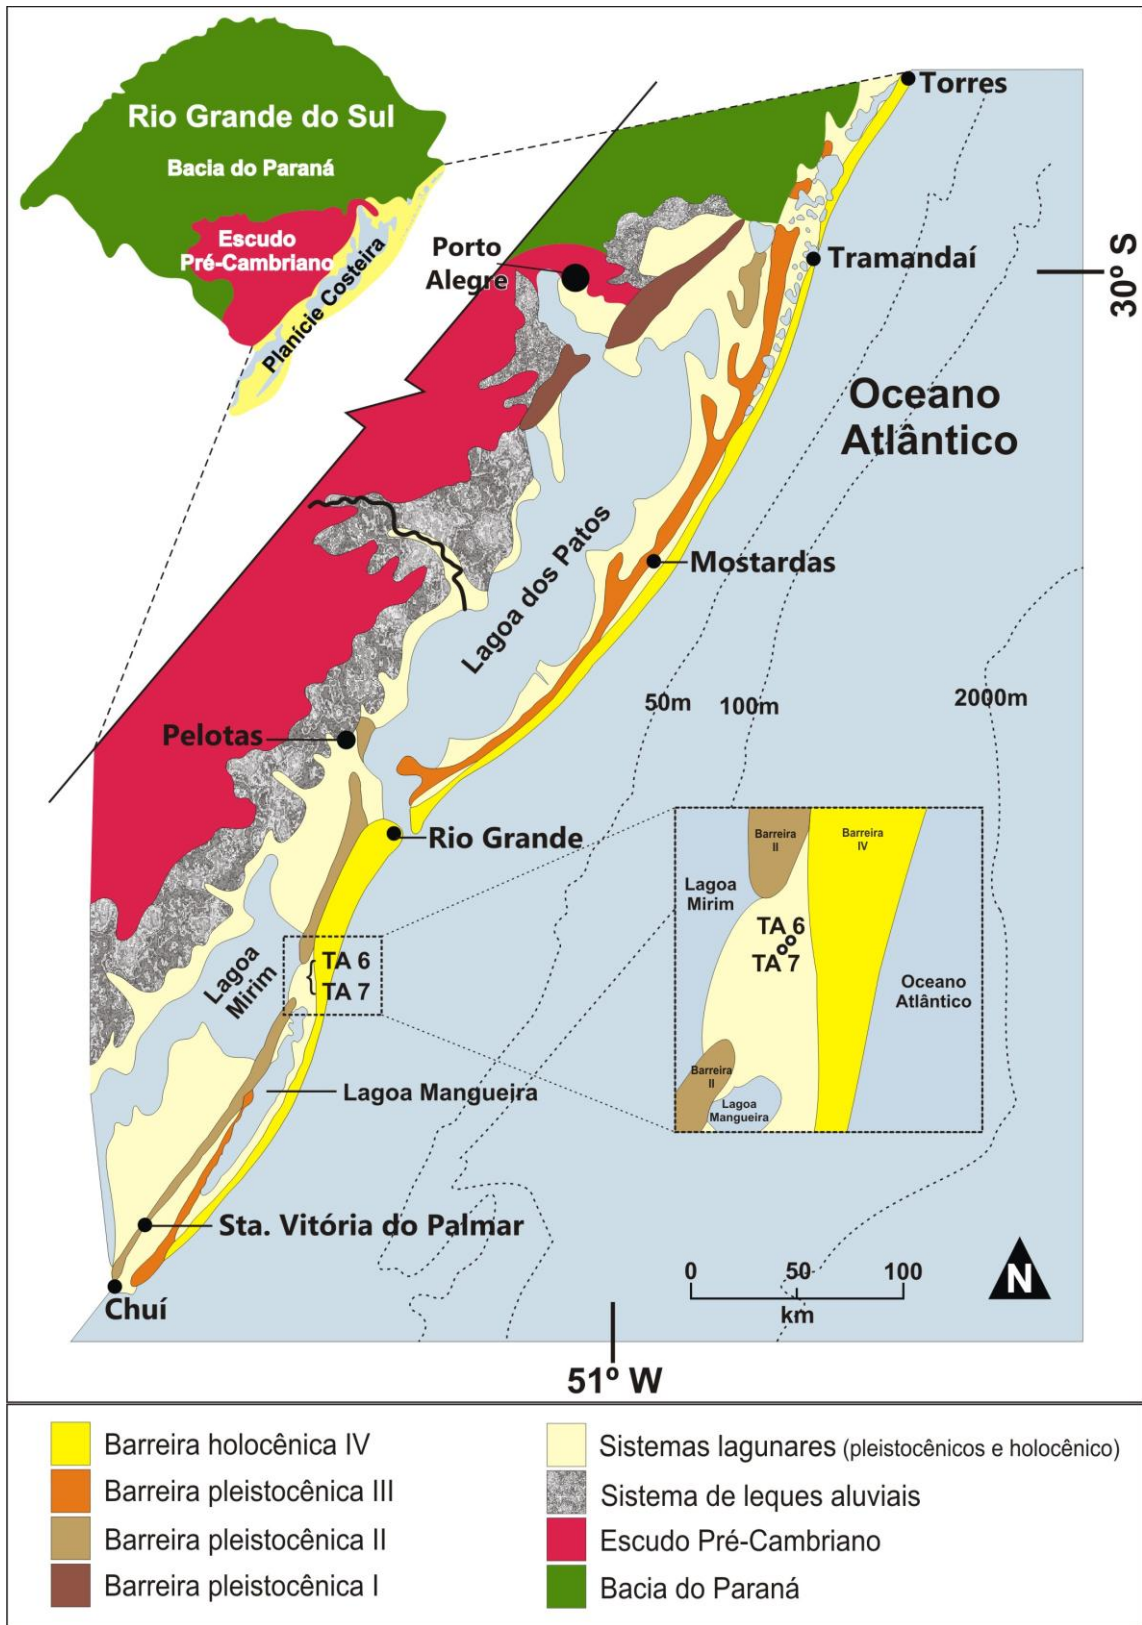 Rio Grande do Sul
Bacia do Paraná
Escudo
Pré-Cambriano
Planície Costeira
Torres
Porto
Alegre
Tramandaí
30º S
Oceano
Atlântico
Lagoa dos Patos
Mostardas
50m
100m
2000m
Pelotas
Rio Grande
Barreira
II
Barreira
IV
Lagoa
Mirim
TA 6
TA 7
Oceano
Atlântico
Barreira
II
Lagoa
Mangueira
Lagoa
Mirim
TA 6
TA 7
Lagoa Mangueira
Sta. Vitória do Palmar
Chuí
0 50 100
km
N
51º W
Barreira holocênica IV
Barreira pleistocênica III
Barreira pleistocênica II
Barreira pleistocênica I
Sistemas lagunares (pleistocênicos e holocênico)
Sistema de leques aluviais
Escudo Pré-Cambriano
Bacia do Paraná